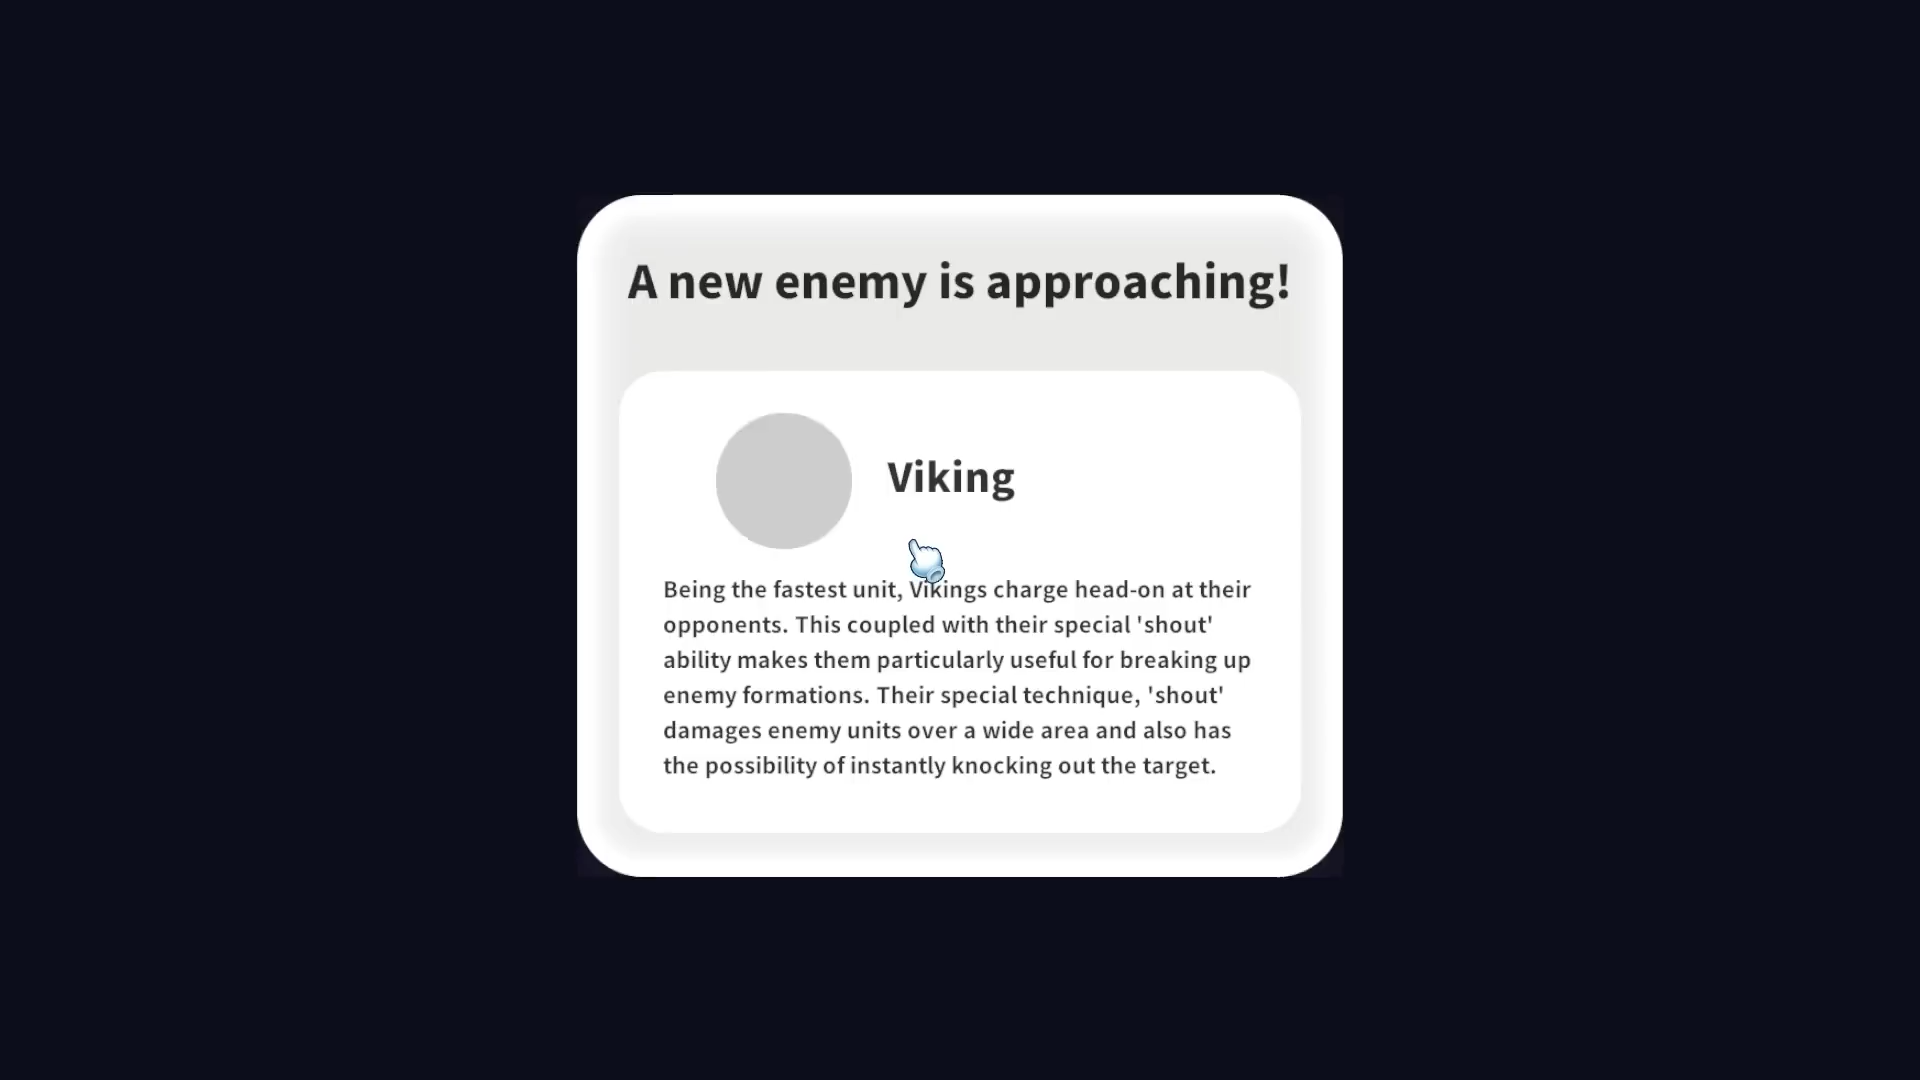 A new enemy is approaching!
Viking
Being the fastest unit, Vikings charge head-on at their
opponents. This coupled with their special 'shout'
ability makes them particularly useful for breaking up
enemy formations. Their special technique, 'shout'
damages enemy units over a wide area and also has
the possibility of instantly knocking out the target.